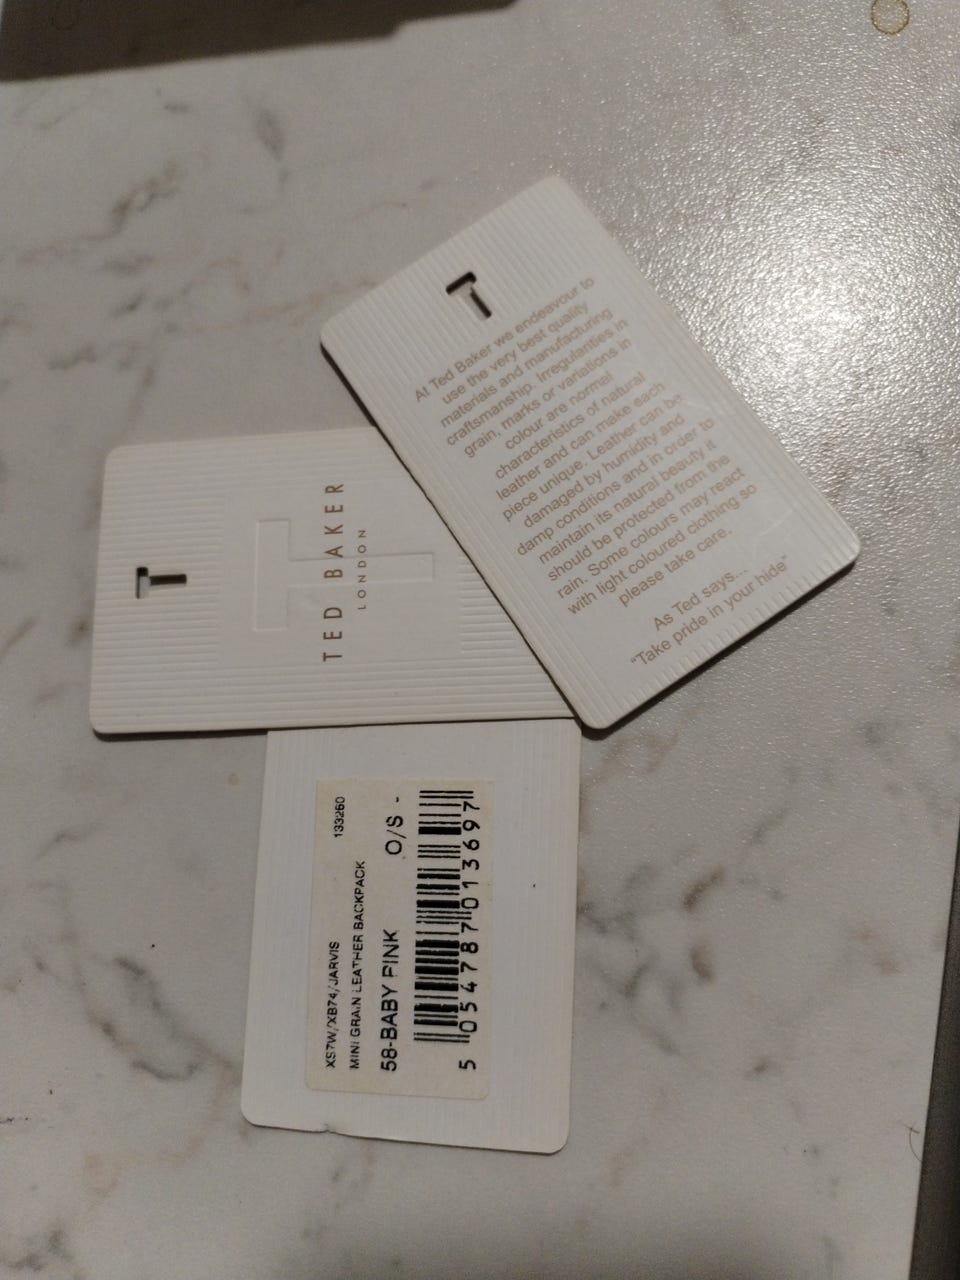 At Ted Baker we endeavour to
use the very best quality
materials and manufacturing
craftsmanship. Irregularities in
grain, marks or variations in
colour are normal
characteristics of natural
leather and can make each
piece unique. Leather can be
damaged by humidity and
damp conditions and in order to
maintain its natural beauty it
should be protected from the
rain. Some colours may react
with light coloured clothing so
please take care.
As Ted says...
"Take pride in your hide"
T
TED BAKER
LONDON
XS7W/XB74/JARVIS 133260
MINI GRAIN LEATHER BACKPACK
58-BABY PINK O/S -
5 054787 013697